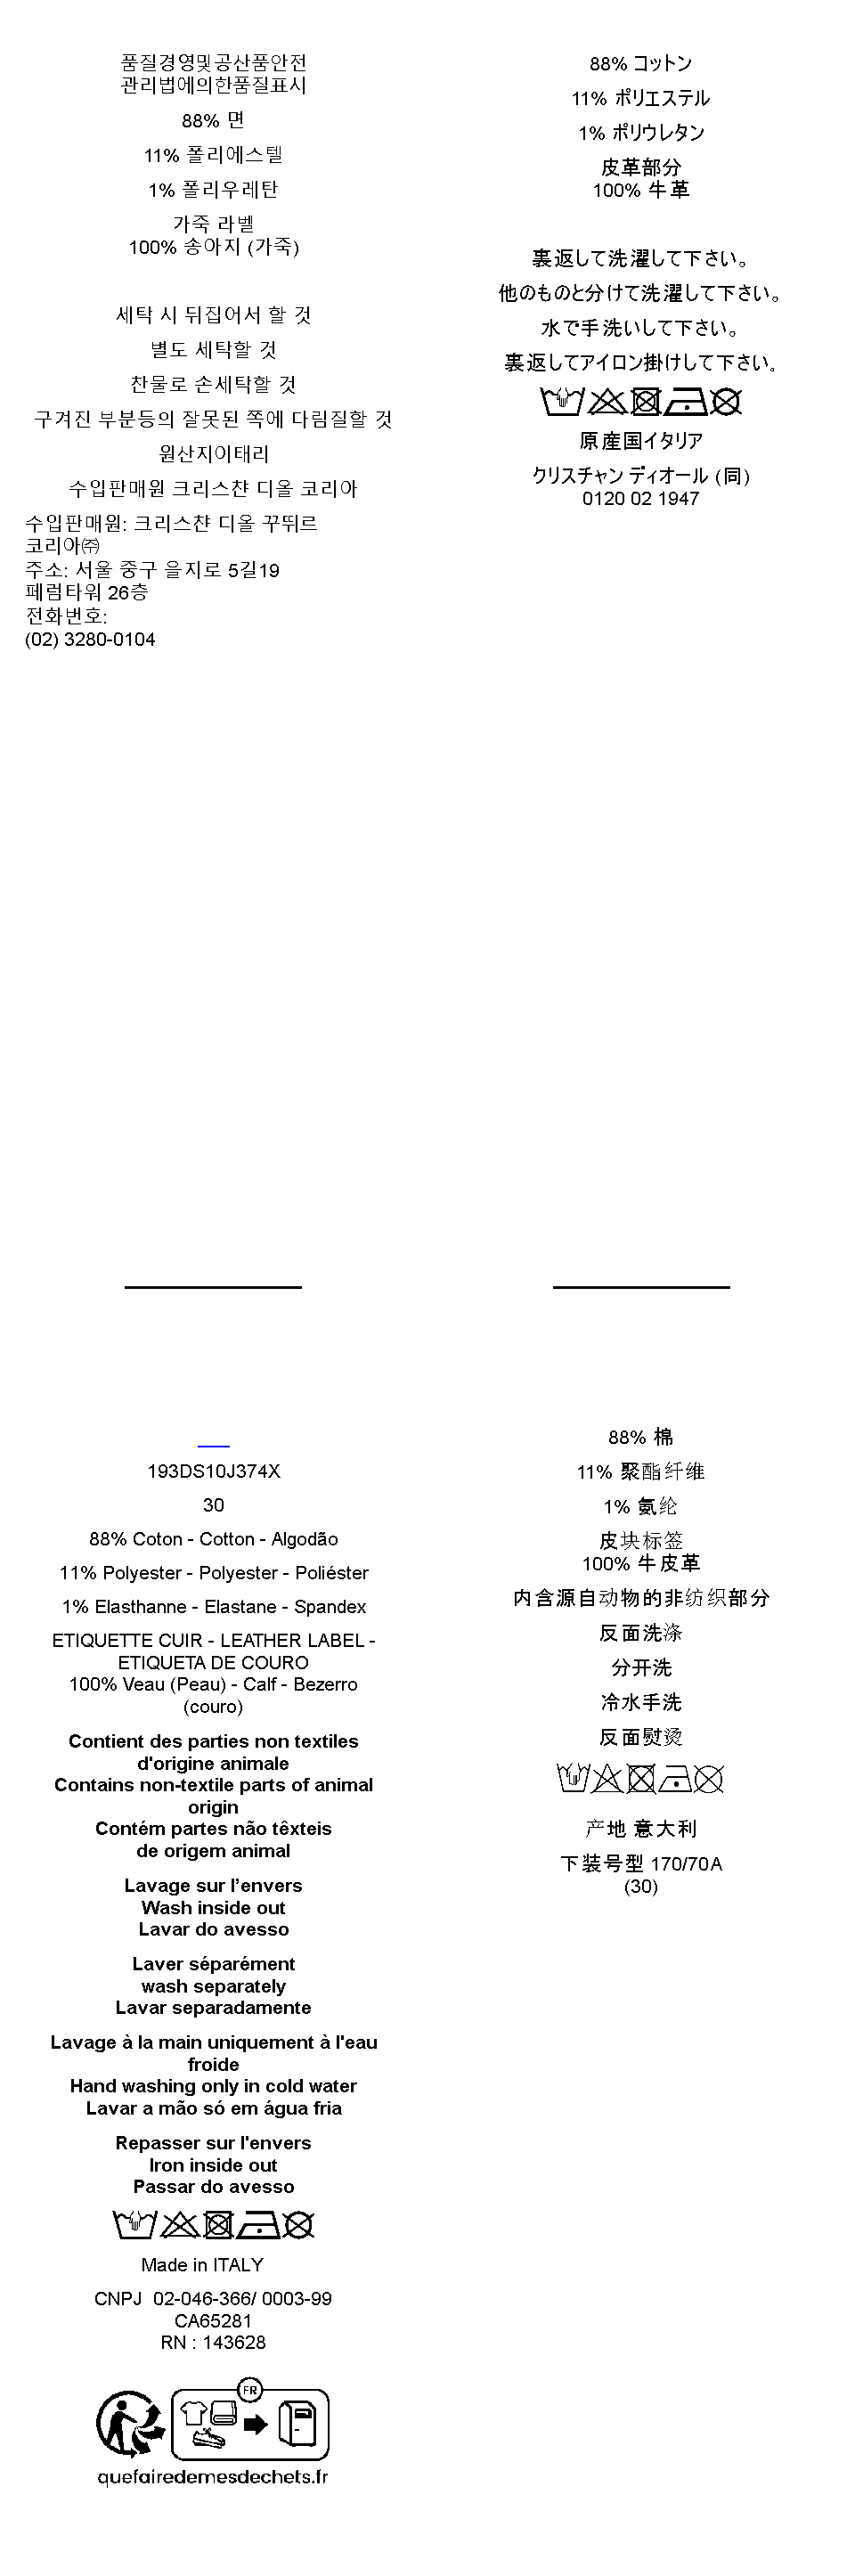 품질경영및공산품안전
관리법에의한품질표시
88% 면
11% 폴리에스텔
1% 폴리우레탄
가죽 라벨
100% 송아지 (가죽)
세탁 시 뒤집어서 할 것
별도 세탁할 것
찬물로 손세탁할 것
구겨진 부분등의 잘못된 쪽에 다림질할 것
원산지이태리
수입판매원 크리스챤 디올 코리아
수입판매원: 크리스챤 디올 꾸뛰르
코리아㈜
주소: 서울 중구 을지로 5길19
페럼타워 26층
전화번호:
(02) 3280-0104
88% コットン
11% ポリエステル
1% ポリウレタン
皮革部分
100% 牛革
裏返して洗濯して下さい。
他のものと分けて洗濯して下さい。
水で手洗いして下さい。
裏返してアイロン掛けして下さい。
原産国イタリア
クリスチャン ディオール (同)
0120 02 1947
193DS10J374X
30
88% Coton - Cotton - Algodão
11% Polyester - Polyester - Poliéster
1% Elasthanne - Elastane - Spandex
ETIQUETTE CUIR - LEATHER LABEL -
ETIQUETA DE COURO
100% Veau (Peau) - Calf - Bezerro
(couro)
Contient des parties non textiles
d'origine animale
Contains non-textile parts of animal
origin
Contém partes não têxteis
de origem animal
Lavage sur l’envers
Wash inside out
Lavar do avesso
Laver séparément
wash separately
Lavar separadamente
Lavage à la main uniquement à l'eau
froide
Hand washing only in cold water
Lavar a mão só em água fria
Repasser sur l'envers
Iron inside out
Passar do avesso
Made in ITALY
CNPJ 02-046-366/ 0003-99
CA65281
RN : 143628
FR
quefairedemesdechets.fr
88% 棉
11% 聚酯纤维
1% 氨纶
皮块标签
100% 牛皮革
内含源自动物的非纺织部分
反面洗涤
分开洗
冷水手洗
反面熨烫
产地 意大利
下装号型 170/70A
(30)